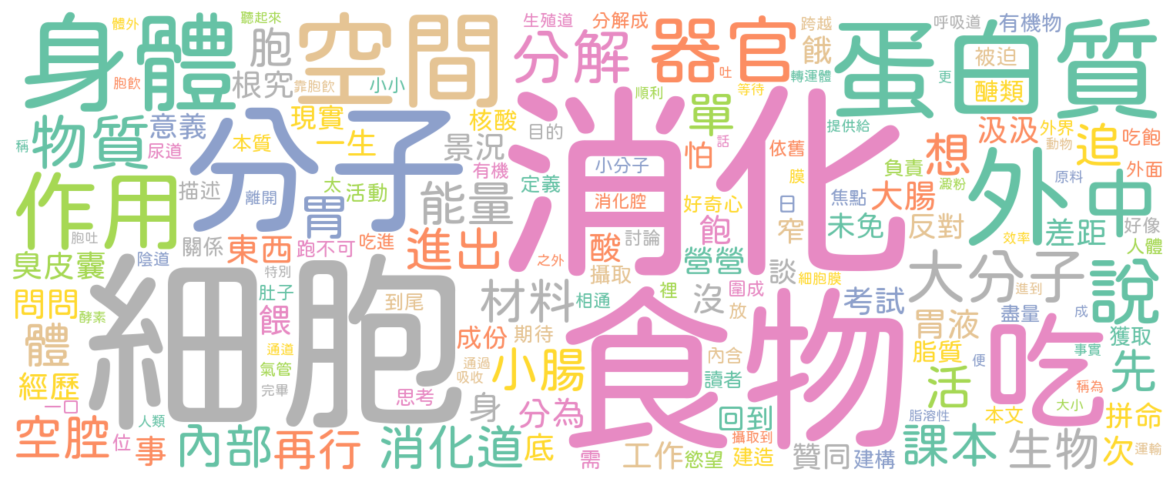 體外
聽起來
生殖道
分解成
跨越
呼吸道
有機物
身體
胞
空間
分解
器官
餓
蛋白質
被迫
胞飲
根究
靠胞飲
小小
吐
轉運體
更
醣類
順利
等待
稱
物質
意義
現實
核酸
目的
消化
單
提供給
汲汲
外界
吃飽
尿道
本質
一生
分子
景況
話
依舊
動物
追
怕
想
作用
描述
離開
太
活動
胃
有機
能量
定義
小分子
膜
負責
澱粉
外
中
原料
外面
消化腔
好奇心
日
焦點
大腸
胞吐
關係
東西
跑不可
吃進
進出
酸
討論
飽
窄
未免
反對
效率
差距
好像
人體
臭皮囊
陰道
特別
之外
攝取
營營
談
細胞膜
大分子
進到
說
問問
酵素
肚子
到尾
細胞
材料
相通
裡
圍成
沒
放
考試
盡量
成
獲取
體
餵
成份
期待
食物
胃液
吃
通道
氣管
完畢
通過
吸收
小腸
內含
讀者
脂質
便
事實
稱為
先
經歷
一口
思考
身
分為
回到
活
脂溶性
本文
大小
拼命
空腔
位
人類
事
內部
再行
消化道
底
需
工作
慾望
攝取到
建造
贊同
建構
課本
生物
次
運輸